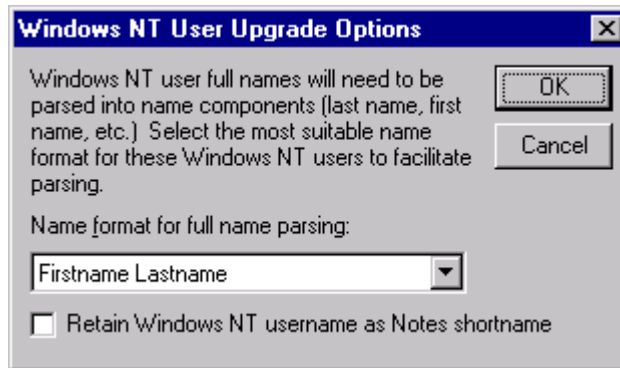 Windows NT User Upgrade Options
Windows NT user full names will need to be
parsed into name components (last name, first
name, etc.)  Select the most suitable name
format for these Windows NT users to facilitate
parsing.
OK
Cancel
Name format for full name parsing:
Firstname Lastname
Retain Windows NT username as Notes shortname